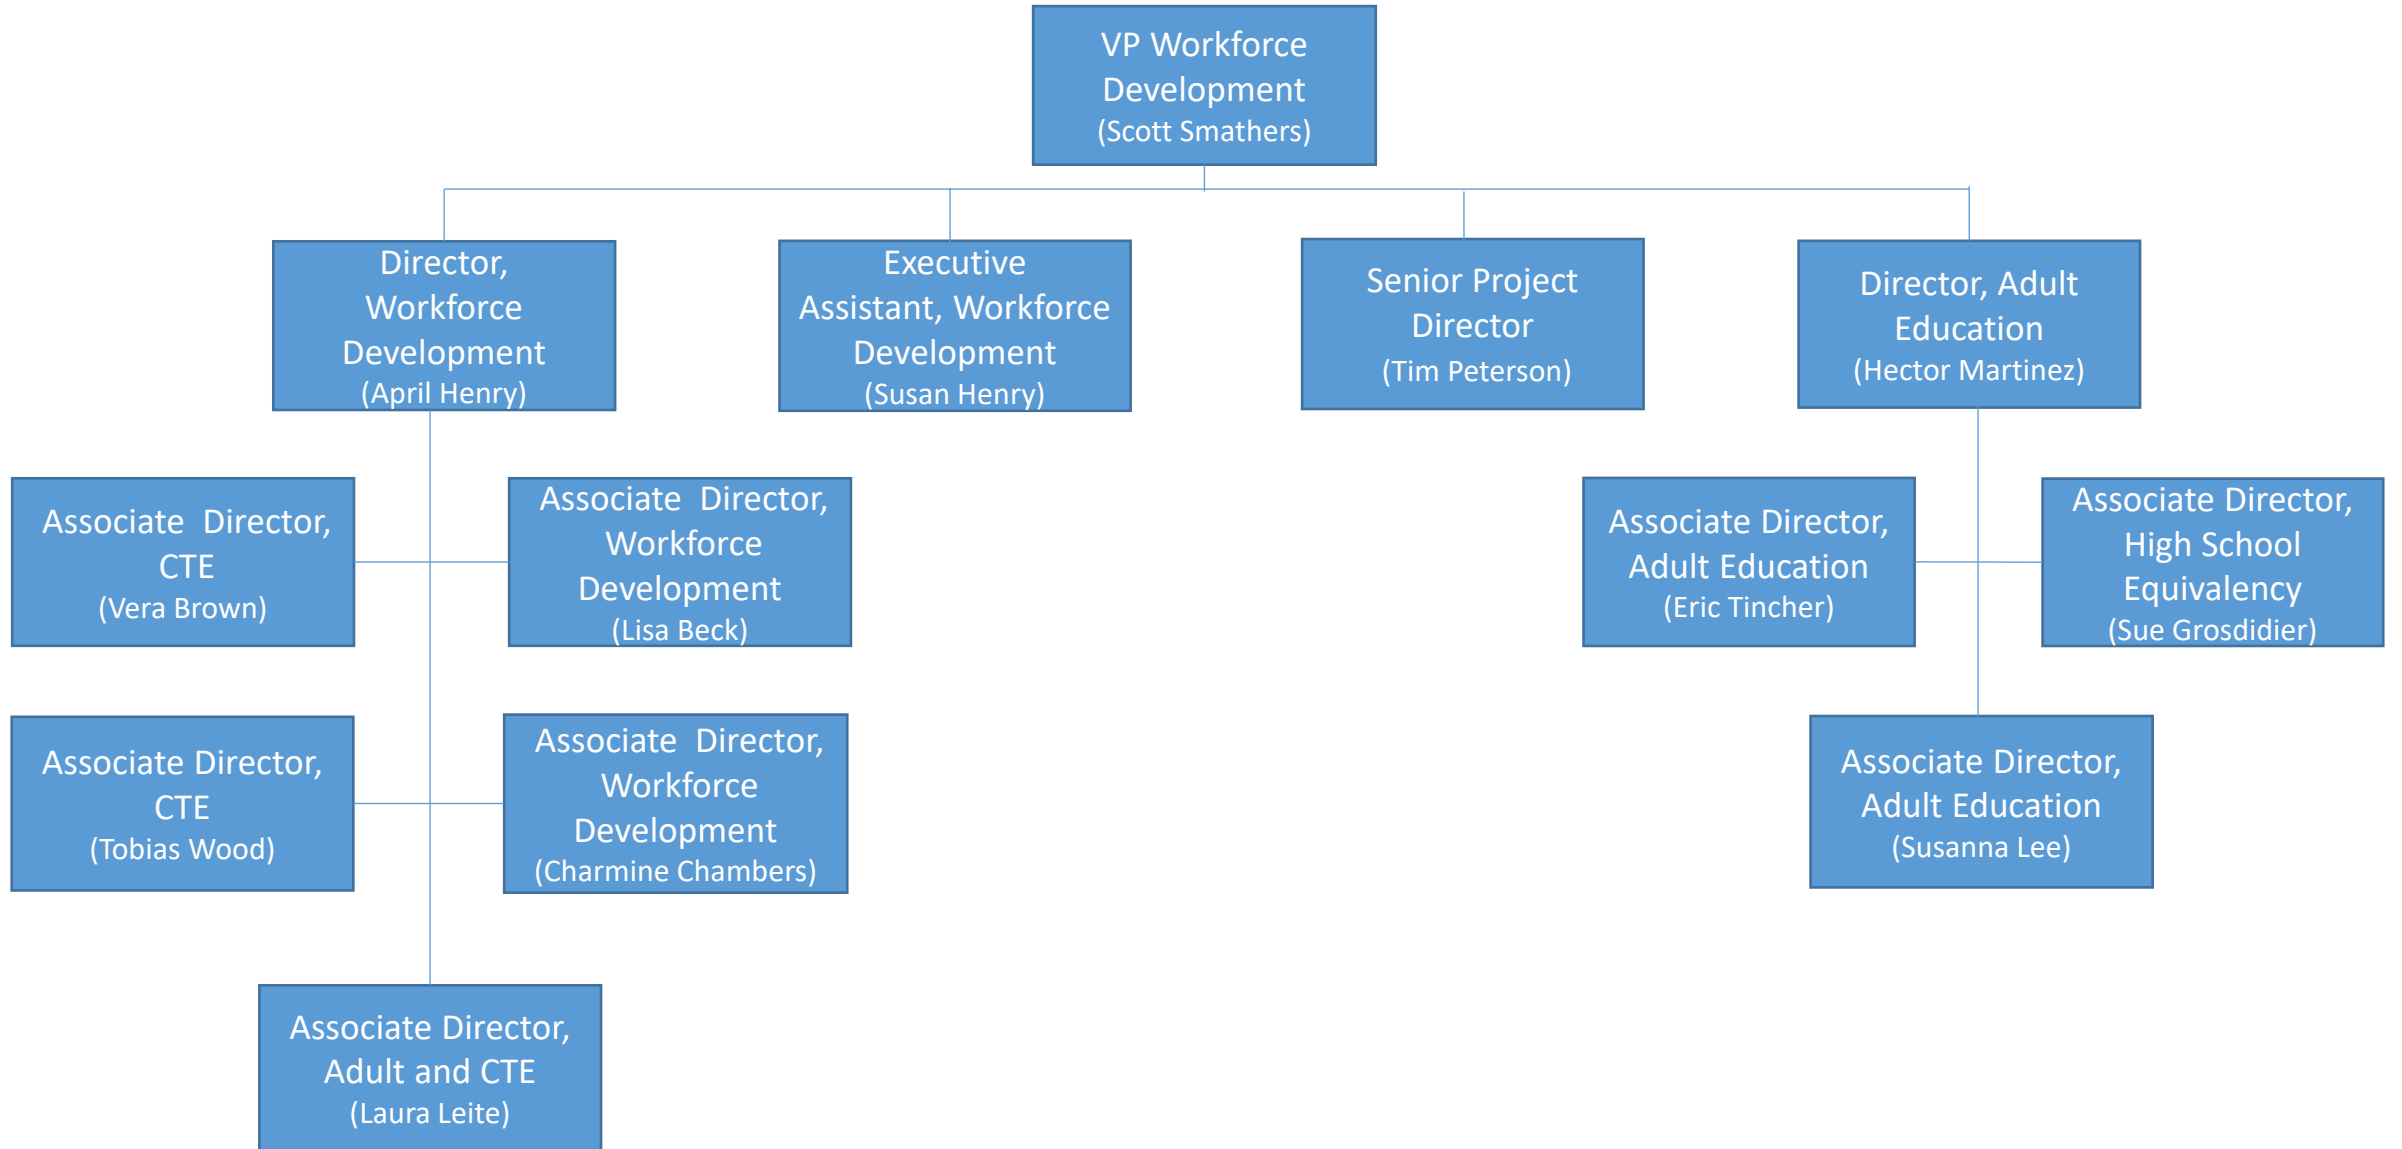 VP Workforce
Development
(Scott Smathers)
Director,
Workforce
Development
(April Henry)
Executive
Assistant, Workforce
Development
(Susan Henry)
Senior Project
Director
(Tim Peterson)
Director, Adult
Education
(Hector Martinez)
Associate  Director,
CTE
(Vera Brown)
Associate  Director,
Workforce
Development
(Lisa Beck)
Associate Director,
Adult Education
(Eric Tincher)
Associate Director,
High School
Equivalency
(Sue Grosdidier)
Associate Director,
CTE
(Tobias Wood)
Associate  Director,
Workforce
Development
(Charmine Chambers)
Associate Director,
Adult Education
(Susanna Lee)
Associate Director,
Adult and CTE
(Laura Leite)